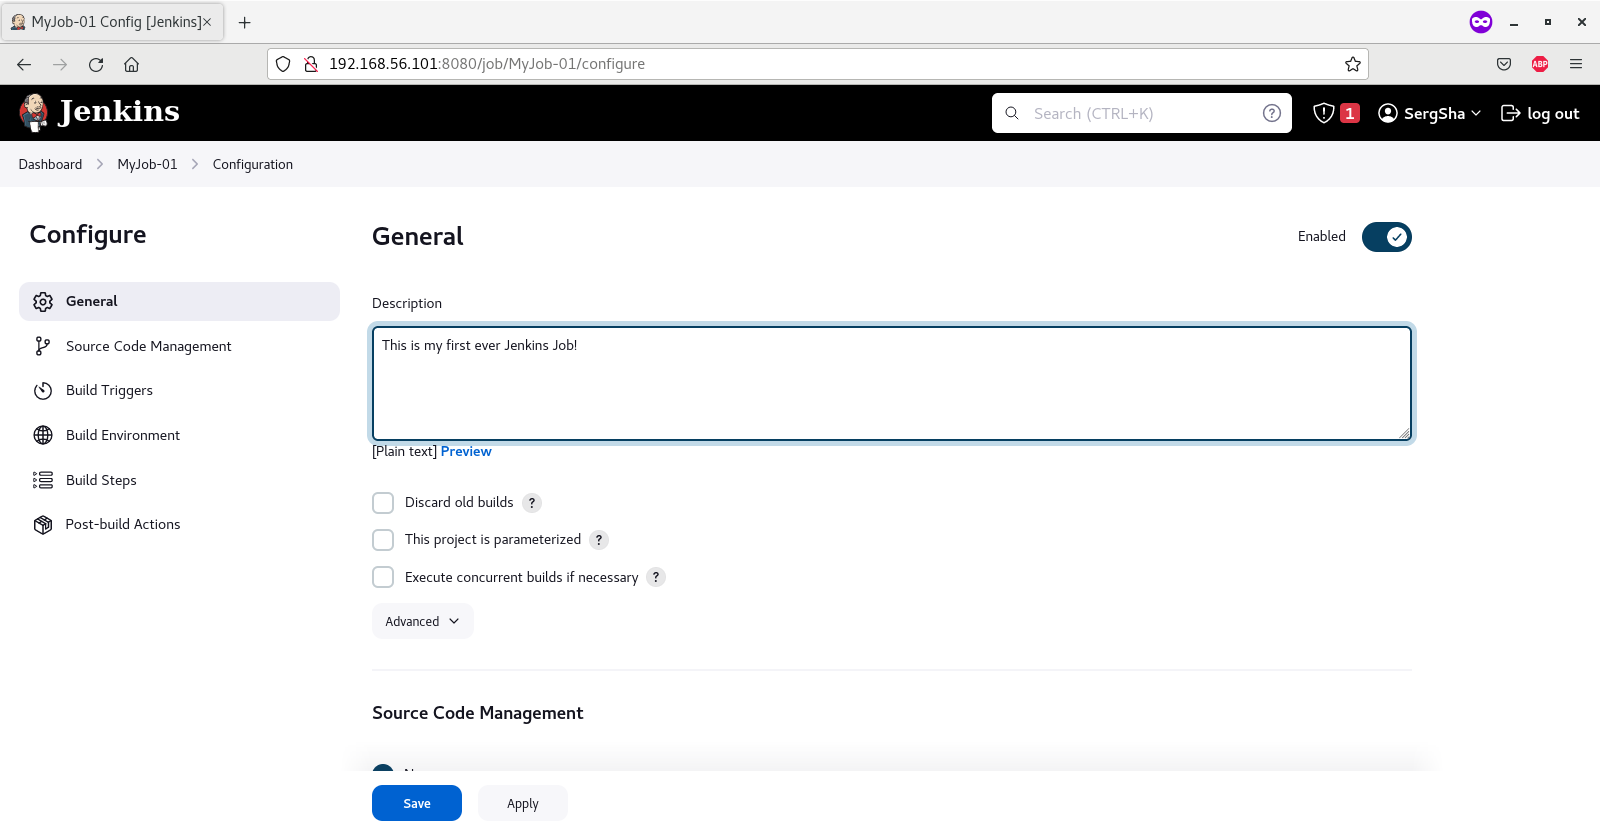 MyJob-01 Config [Jenkins]
192.168.56.101:8080/job/MyJob-01/configure
ABP
Jenkins
Search (CTRL+K)
?
1
SergSha
log out
Dashboard
MyJob-01
Configuration
Configure
General
Source Code Management
Build Triggers
Build Environment
Build Steps
Post-build Actions
General
Enabled
Description
This is my first ever Jenkins Job!
[Plain text] Preview
Discard old builds ?
This project is parameterized ?
Execute concurrent builds if necessary ?
Advanced
Source Code Management
Save
Apply